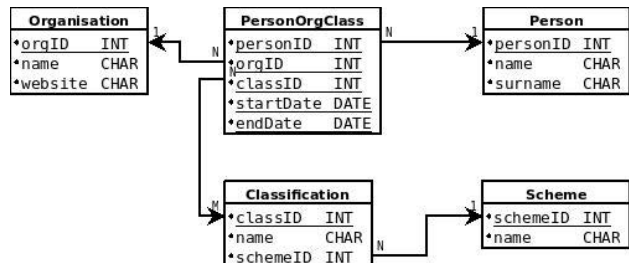 Organisation
orgID INT
name CHAR
website CHAR
PersonOrgClass
personID INT
orgID INT
classID INT
startDate DATE
endDate DATE
Person
personID INT
name CHAR
surname CHAR
1
N
N
1
N
M
Classification
classID INT
name CHAR
schemeID INT
N
1
Scheme
schemeID INT
name CHAR